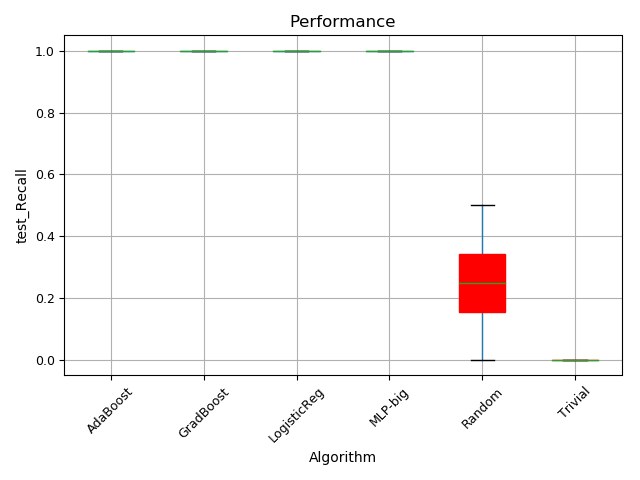 Performance
1.0
0.8
0.6
0.4
0.2
0.0
test_Recall
AdaBoost
GradBoost
LogisticReg
MLP-big
Random
Trivial
Algorithm